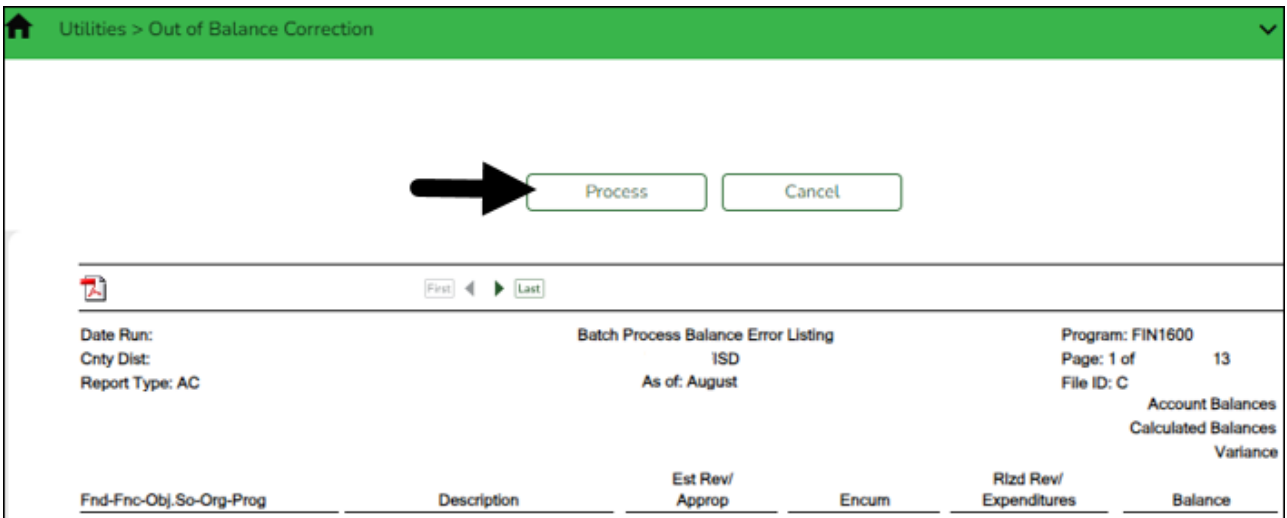 Utilities > Out of Balance Correction
Process Cancel
First Last
Date Run: Batch Process Balance Error Listing Program: FIN1600
Cnty Dist: ISD Page: 1 of 13
Report Type: AC As of: August File ID: C
Account Balances
Calculated Balances
Variance
Est Rev/ Rlzd Rev/
Fnd-Fnc-Obj.So-Org-Prog Description Approp Encum Expenditures Balance